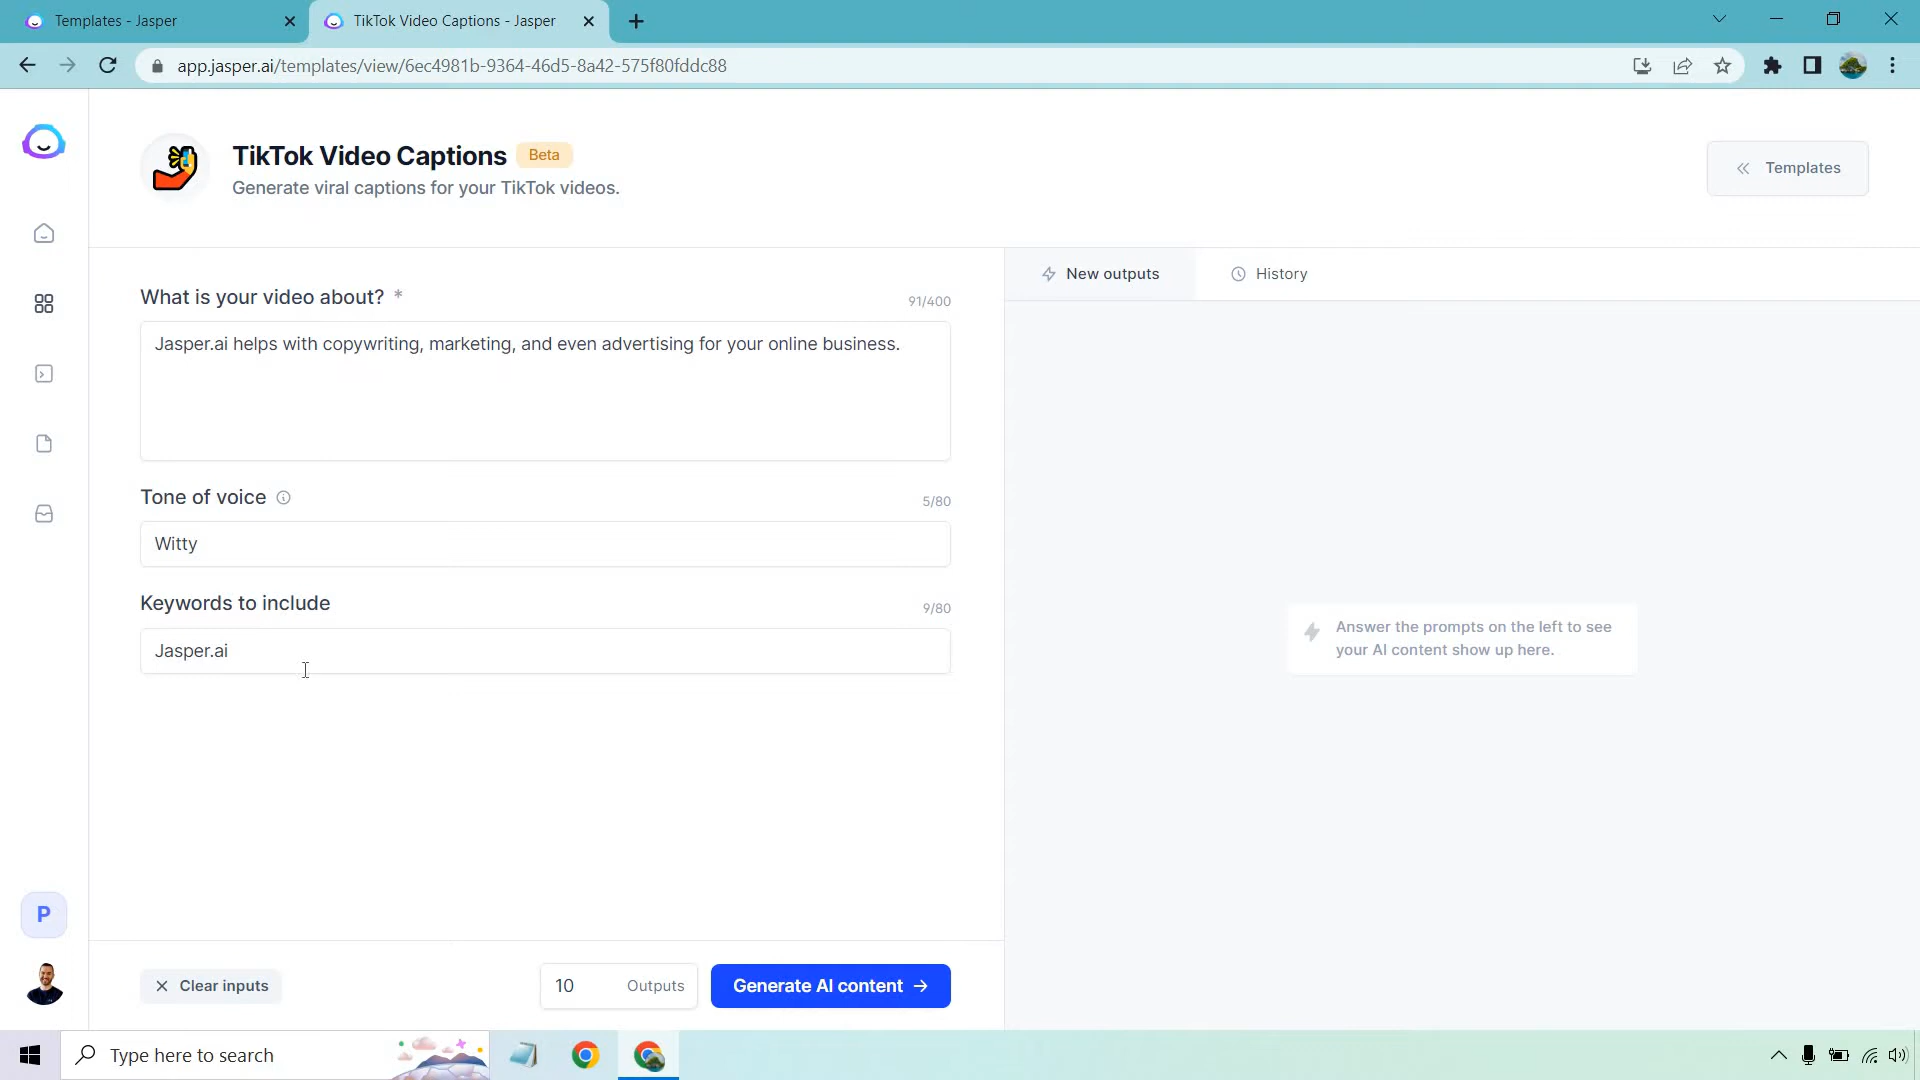 Templates - Jasper
TikTok Video Captions - Jasper
app.jasper.ai/templates/view/6ec4981b-9364-46d5-8a42-575f80fddc88
TikTok Video Captions Beta
Generate viral captions for your TikTok videos.
Templates
What is your video about? *
91/400
Jasper.ai helps with copywriting, marketing, and even advertising for your online business.
Tone of voice
5/80
Witty
Keywords to include
9/80
Jasper.ai
New outputs
History
Answer the prompts on the left to see
your AI content show up here.
P
Clear inputs
10 Outputs
Generate AI content
Type here to search